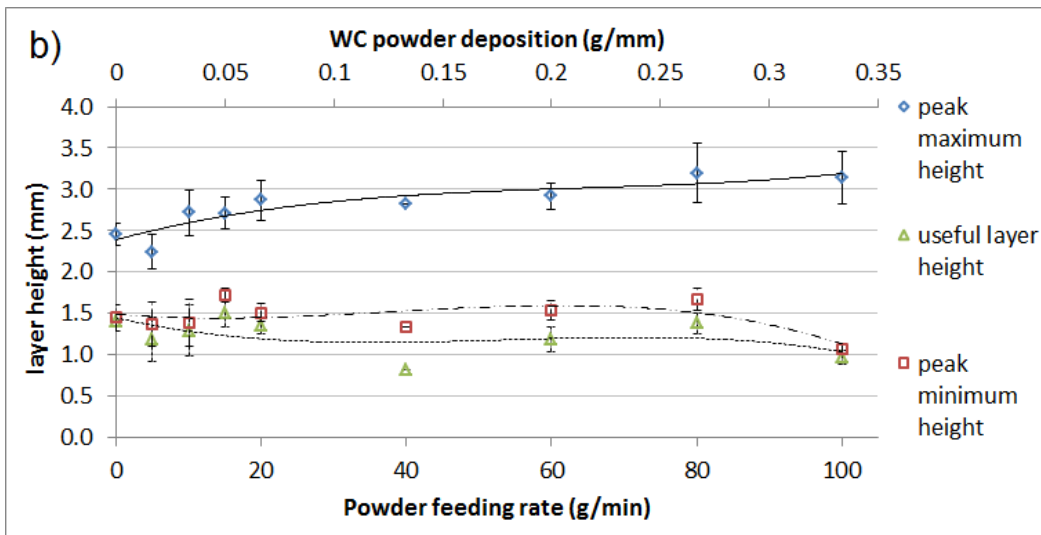 b)
WC powder deposition (g/mm)
0 0.05 0.1 0.15 0.2 0.25 0.3 0.35
4.0
3.5
3.0
2.5
2.0
1.5
1.0
0.5
0.0
layer height (mm)
0 20 40 60 80 100
Powder feeding rate (g/min)
peak
maximum
height
useful layer
height
peak
minimum
height